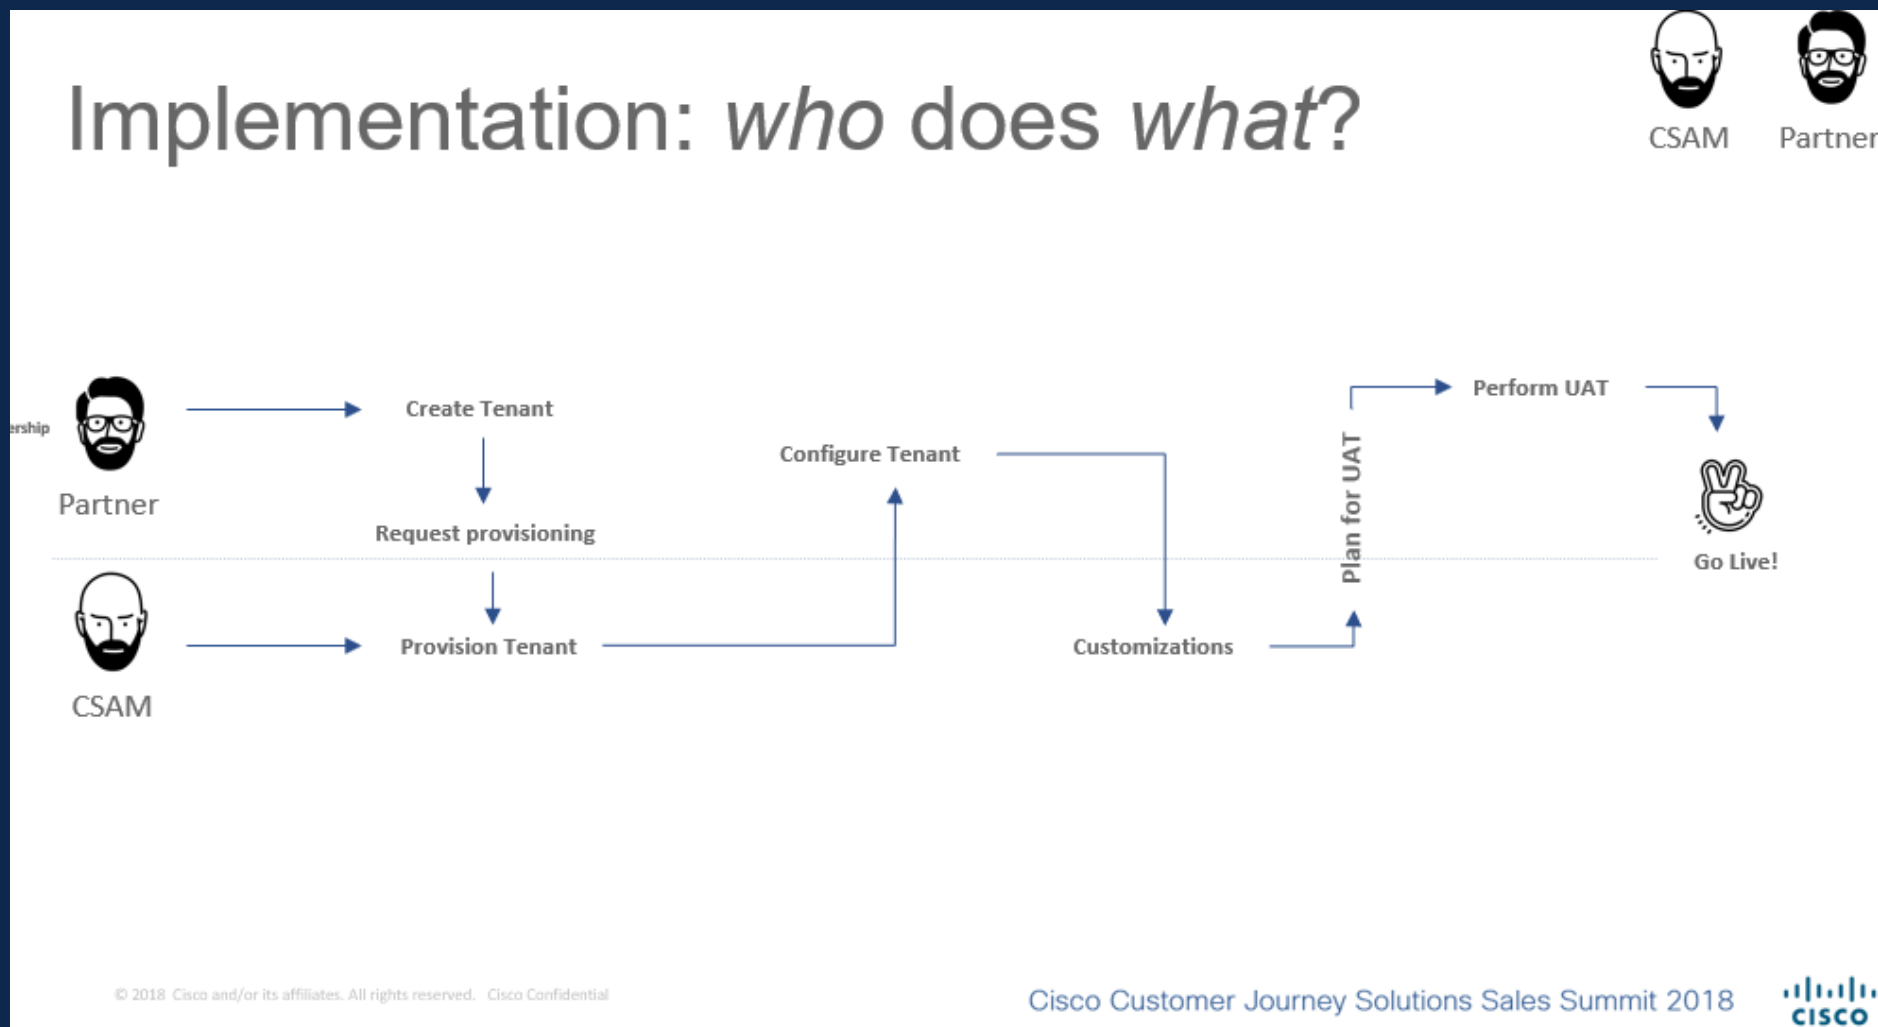 Implementation: who does what?
CSAM
Partner
ership
Partner
Create Tenant
Request provisioning
Configure Tenant
Plan for UAT
Perform UAT
Go Live!
CSAM
Provision Tenant
Customizations
© 2018 Cisco and/or its affiliates. All rights reserved. Cisco Confidential
Cisco Customer Journey Solutions Sales Summit 2018
CISCO